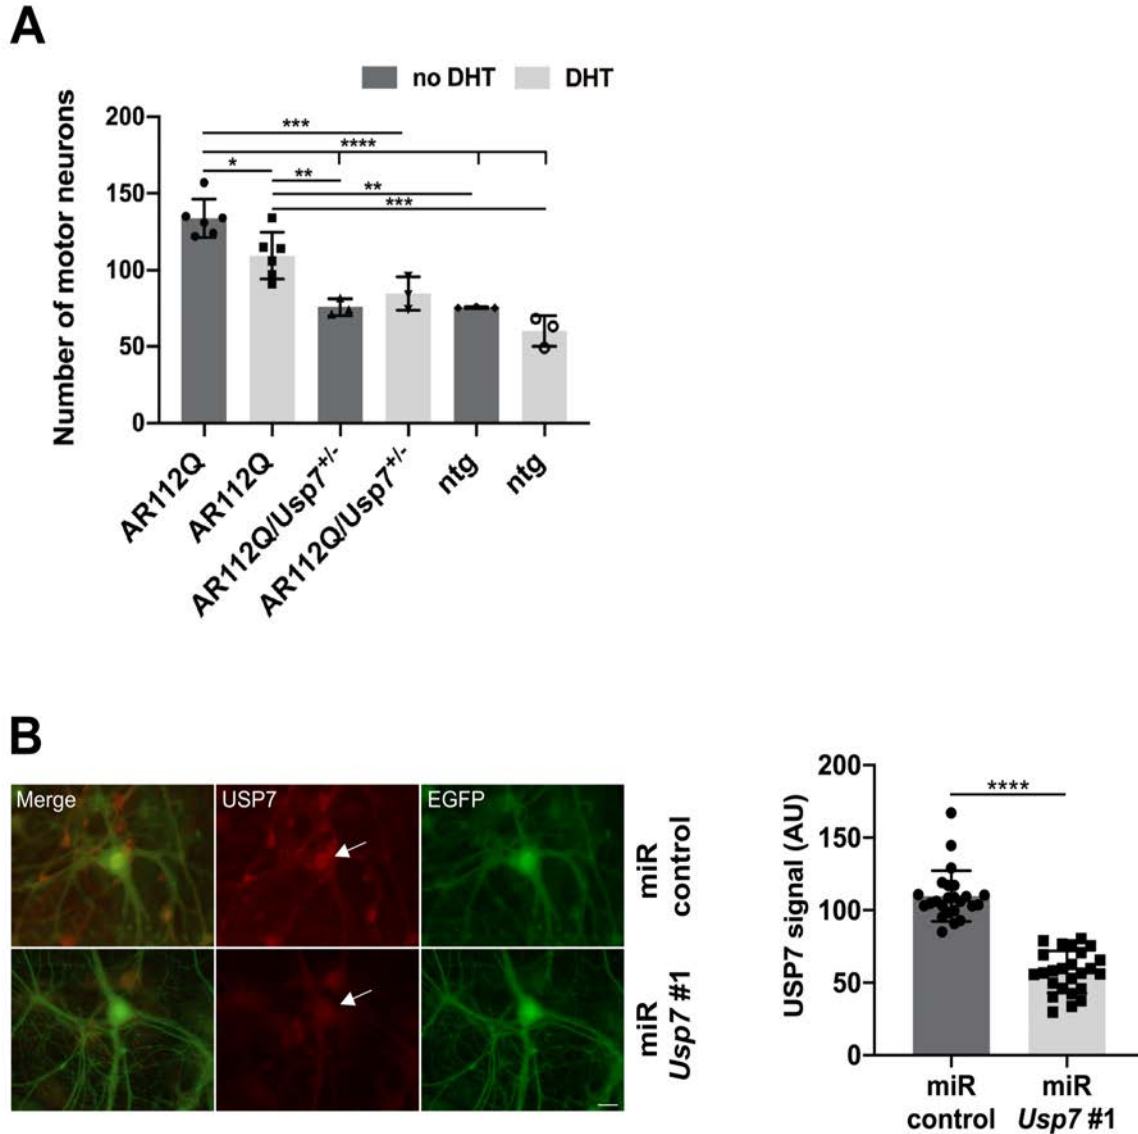 A
no DHT DHT
Number of motor neurons
200
150
100
50
0
***
****
*
**
**
***
AR112Q
AR112Q
AR112Q/Usp7+/-
AR112Q/Usp7+/-
ntg
ntg
B
Merge
USP7
EGFP
miR
control
miR
Usp7 #1
USP7 signal (AU)
200
150
100
50
0
****
miR
control
miR
Usp7 #1